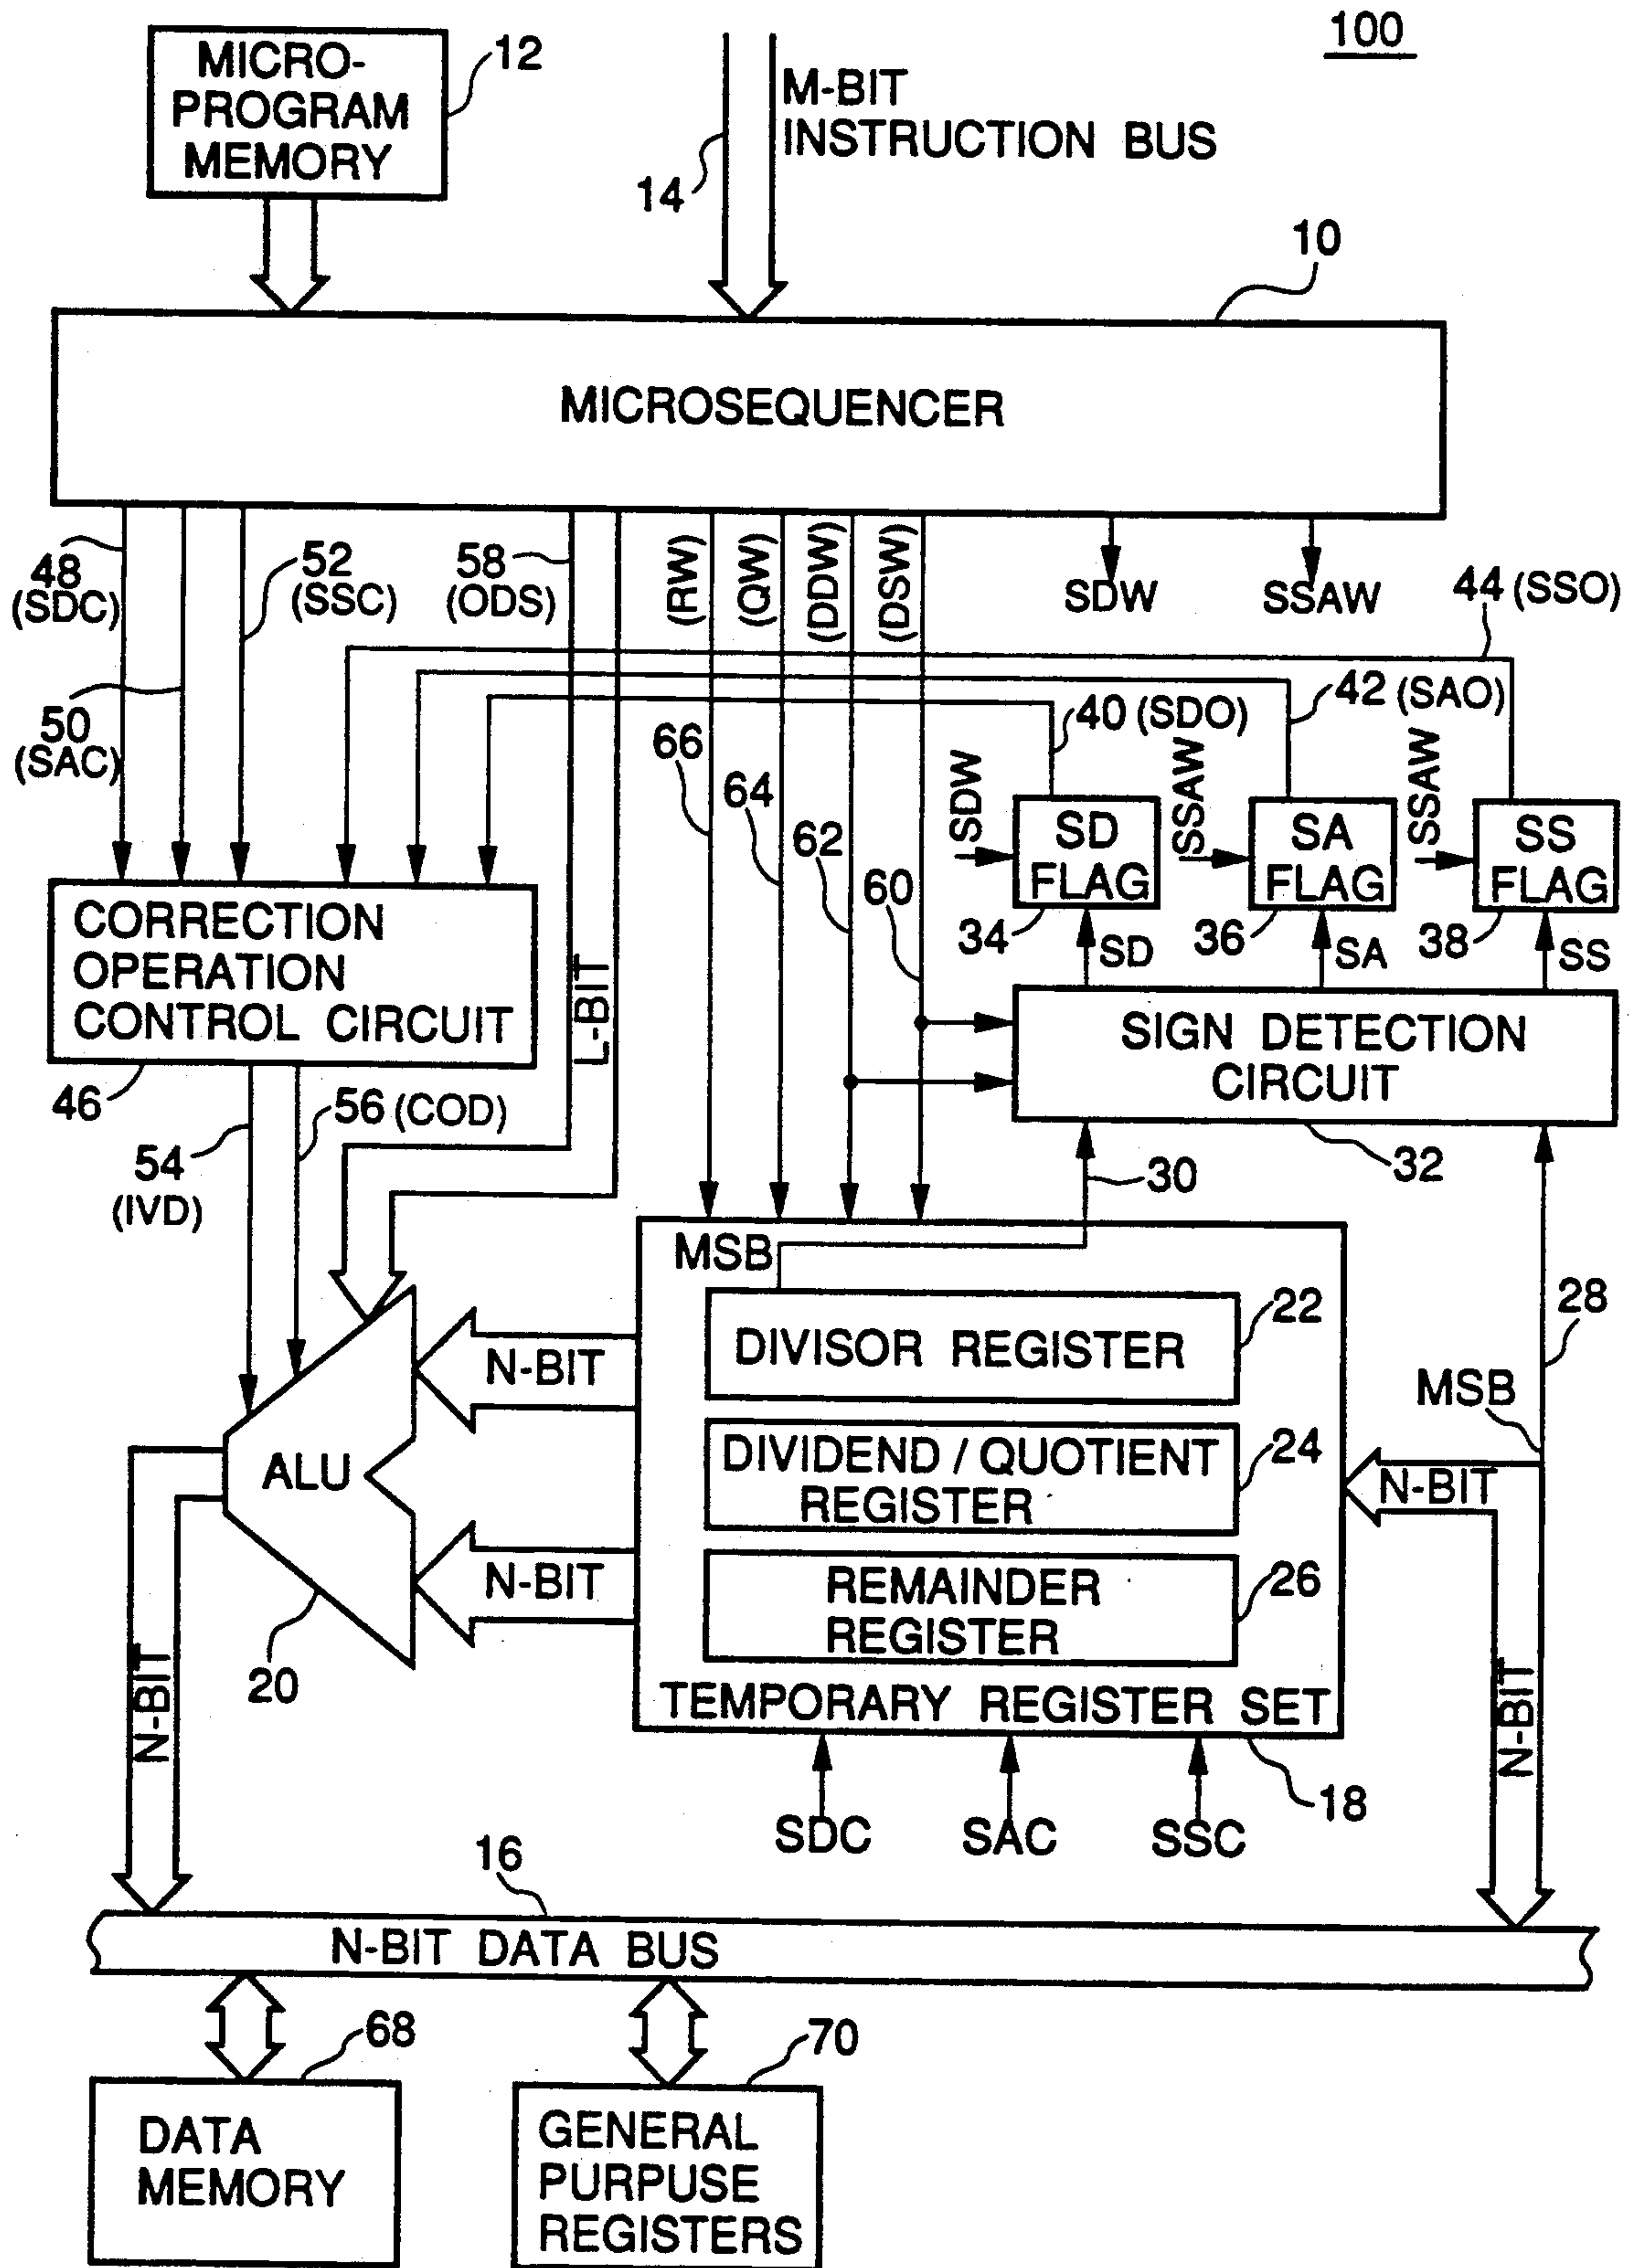 100
MICRO-
PROGRAM
MEMORY
12
M-BIT
INSTRUCTION BUS
14
10
MICROSEQUENCER
48
(SDC)
50
(SAC)
52
(SSC)
58
(ODS)
(RW)
(QW)
(DDW)
(DSW)
SDW
SSAW
44 (SSO)
42 (SAO)
40 (SDO)
66
64
62
60
SDW
SD
FLAG
34
SSAW
SA
FLAG
36
SSAW
SS
FLAG
38
SD
SA
SS
CORRECTION
OPERATION
CONTROL CIRCUIT
46
L-BIT
SIGN DETECTION
CIRCUIT
32
54
(IVD)
56 (COD)
30
28
MSB
MSB
DIVISOR REGISTER
22
DIVIDEND / QUOTIENT
REGISTER
24
REMAINDER
REGISTER
26
TEMPORARY REGISTER SET
18
N-BIT
N-BIT
ALU
20
N-BIT
N-BIT
N-BIT
SDC
SAC
SSC
16
N-BIT DATA BUS
68
DATA
MEMORY
70
GENERAL
PURPUSE
REGISTERS